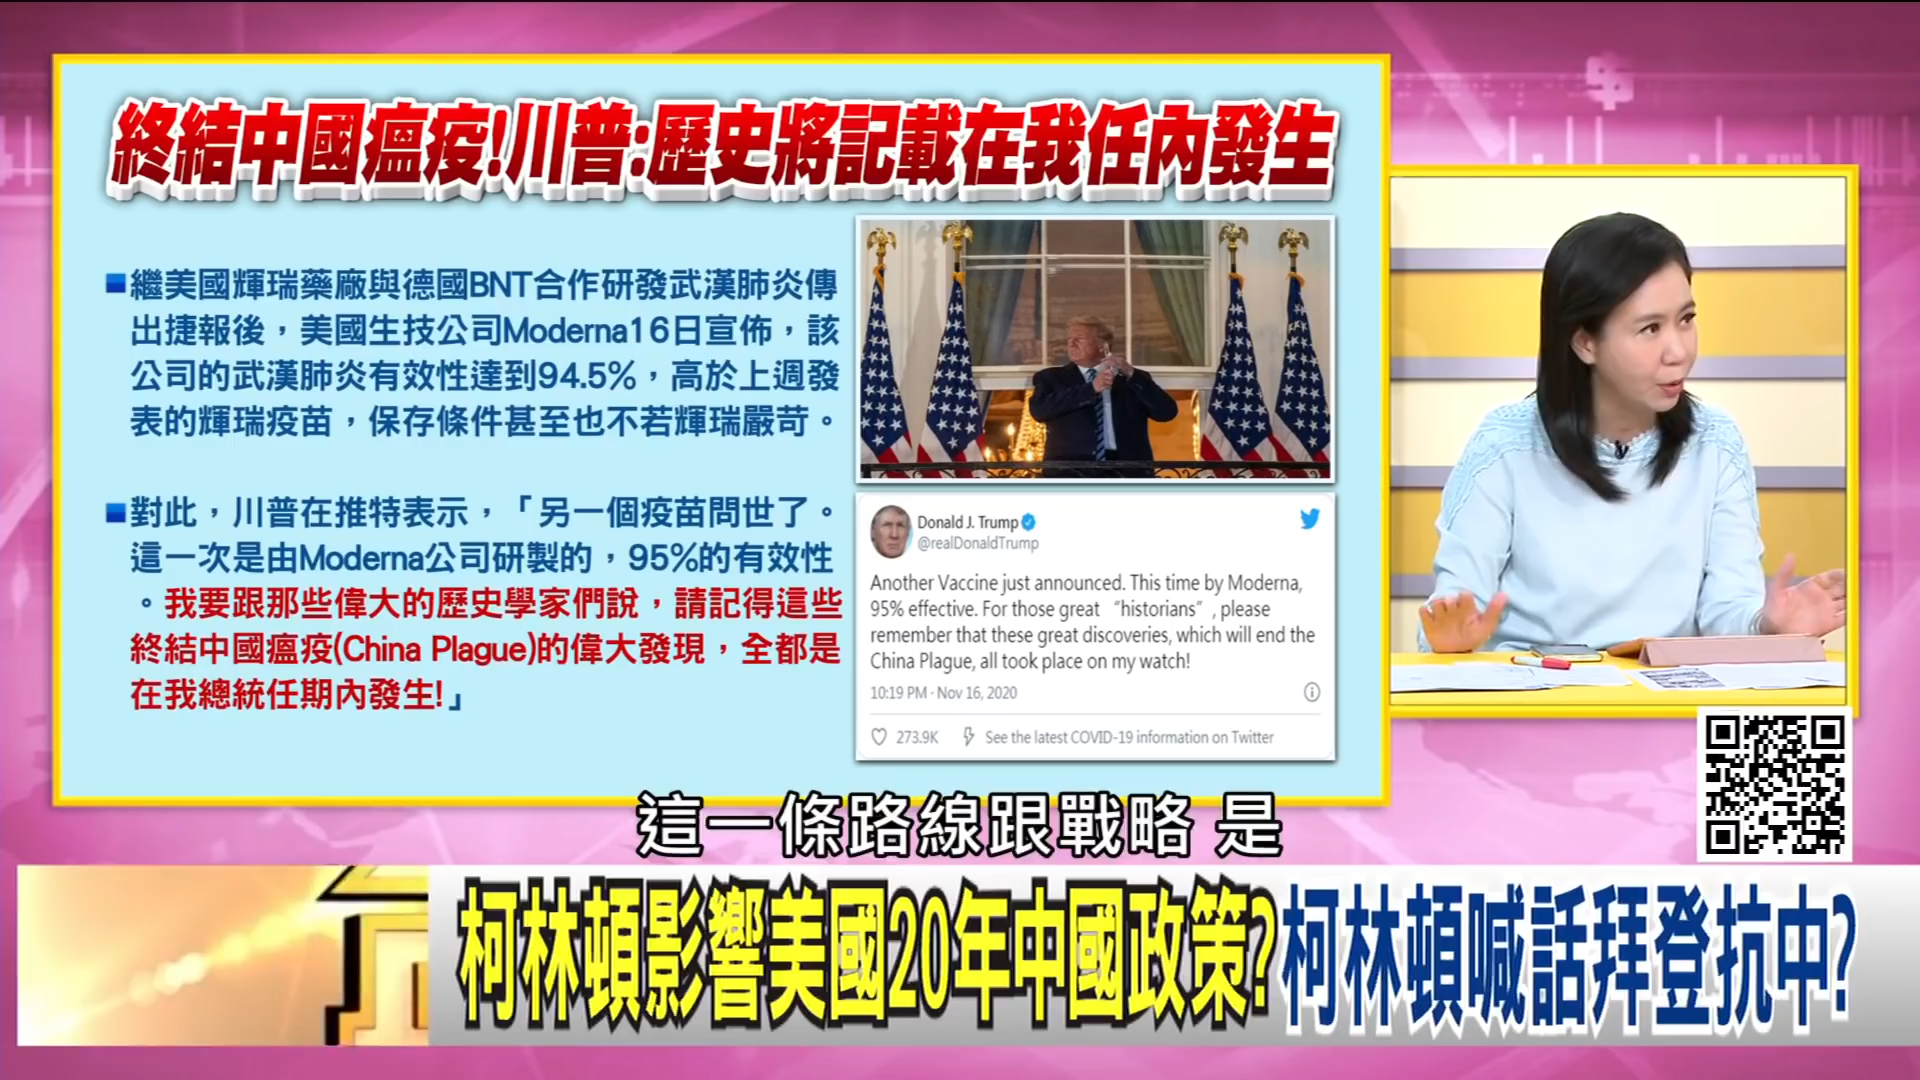 終結中國瘟疫!川普:歷史將記載在我任內發生
繼美國輝瑞藥廠與德國BNT合作研發武漢肺炎傳
出捷報後，美國生技公司Moderna16日宣佈，該
公司的武漢肺炎有效性達到94.5%，高於上週發
表的輝瑞疫苗，保存條件甚至也不若輝瑞嚴苛。
對此，川普在推特表示，「另一個疫苗問世了。
這一次是由Moderna公司研製的，95%的有效性
。我要跟那些偉大的歷史學家們說，請記得這些
終結中國瘟疫(China Plague)的偉大發現，全都是
在我總統任期內發生!」
Donald J. Trump
@realDonaldTrump
Another Vaccine just announced. This time by Moderna,
95% effective. For those great “historians”, please
remember that these great discoveries, which will end the
China Plague, all took place on my watch!
10:19 PM · Nov 16, 2020
273.9K See the latest COVID-19 information on Twitter
這一條路線跟戰略 是
柯林頓影響美國20年中國政策?柯林頓喊話拜登抗中?